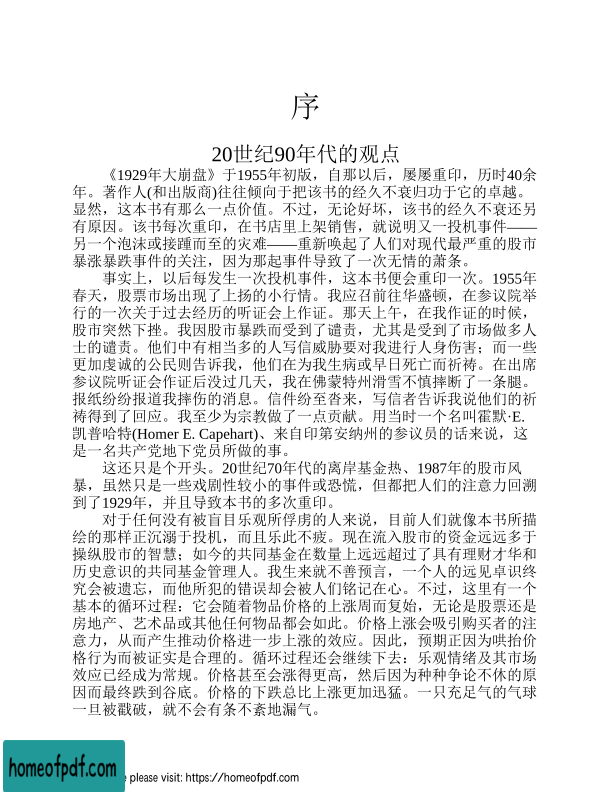 序
20世纪90年代的观点
《1929年大崩盘》于1955年初版，自那以后，屡屡重印，历时40余
年。著作人(和出版商)往往倾向于把该书的经久不衰归功于它的卓越。
显然，这本书有那么一点价值。不过，无论好坏，该书的经久不衰还另
有原因。该书每次重印，在书店里上架销售，就说明又一投机事件——
另一个泡沫或接踵而至的灾难——重新唤起了人们对现代最严重的股市
暴涨暴跌事件的关注，因为那起事件导致了一次无情的萧条。
事实上，以后每发生一次投机事件，这本书便会重印一次。1955年
春天，股票市场出现了上扬的小行情。我应召前往华盛顿，在参议院举
行的一次关于过去经历的听证会上作证。那天上午，在我作证的时候，
股市突然下挫。我因股市暴跌而受到了谴责，尤其是受到了市场做多人
士的谴责。他们中有相当多的人写信威胁要对我进行人身伤害；而一些
更加虔诚的公民则告诉我，他们在为我生病或早日死亡而祈祷。在出席
参议院听证会作证后没过几天，我在佛蒙特州滑雪不慎摔断了一条腿。
报纸纷纷报道我摔伤的消息。信件纷至沓来，写信者告诉我说他们的祈
祷得到了回应。我至少为宗教做了一点贡献。用当时一个名叫霍默·E.
凯普哈特(Homer E. Capehart)、来自印第安纳州的参议员的话来说，这
是一名共产党地下党员所做的事。
这还只是个开头。20世纪70年代的离岸基金热、1987年的股市风
暴，虽然只是一些戏剧性较小的事件或恐慌，但都把人们的注意力回溯
到了1929年，并且导致本书的多次重印。
对于任何没有被盲目乐观所俘虏的人来说，目前人们就像本书所描
绘的那样正沉溺于投机，而且乐此不疲。现在流入股市的资金远远多于
操纵股市的智慧；如今的共同基金在数量上远远超过了具有理财才华和
历史意识的共同基金管理人。我生来就不善预言，一个人的远见卓识终
究会被遗忘，而他所犯的错误却会被人们铭记在心。不过，这里有一个
基本的循环过程：它会随着物品价格的上涨周而复始，无论是股票还是
房地产、艺术品或其他任何物品都会如此。价格上涨会吸引购买者的注
意力，从而产生推动价格进一步上涨的效应。因此，预期正因为哄抬价
格行为而被证实是合理的。循环过程还会继续下去：乐观情绪及其市场
效应已经成为常规。价格甚至会涨得更高，然后因为种种争论不休的原
因而最终跌到谷底。价格的下跌总比上涨更加迅猛。一只充足气的气球
一旦被戳破，就不会有条不紊地漏气。
homeofpdf.com
please visit: https://homeofpdf.com